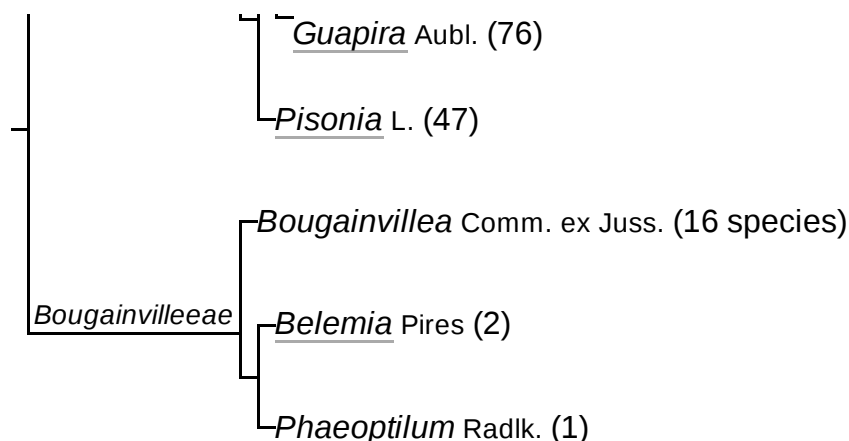 Guapira Aubl. (76)
Pisonia L. (47)
Bougainvillea Comm. ex Juss. (16 species)
Bougainvilleeae
Belemia Pires (2)
Phaeoptilum Radlk. (1)